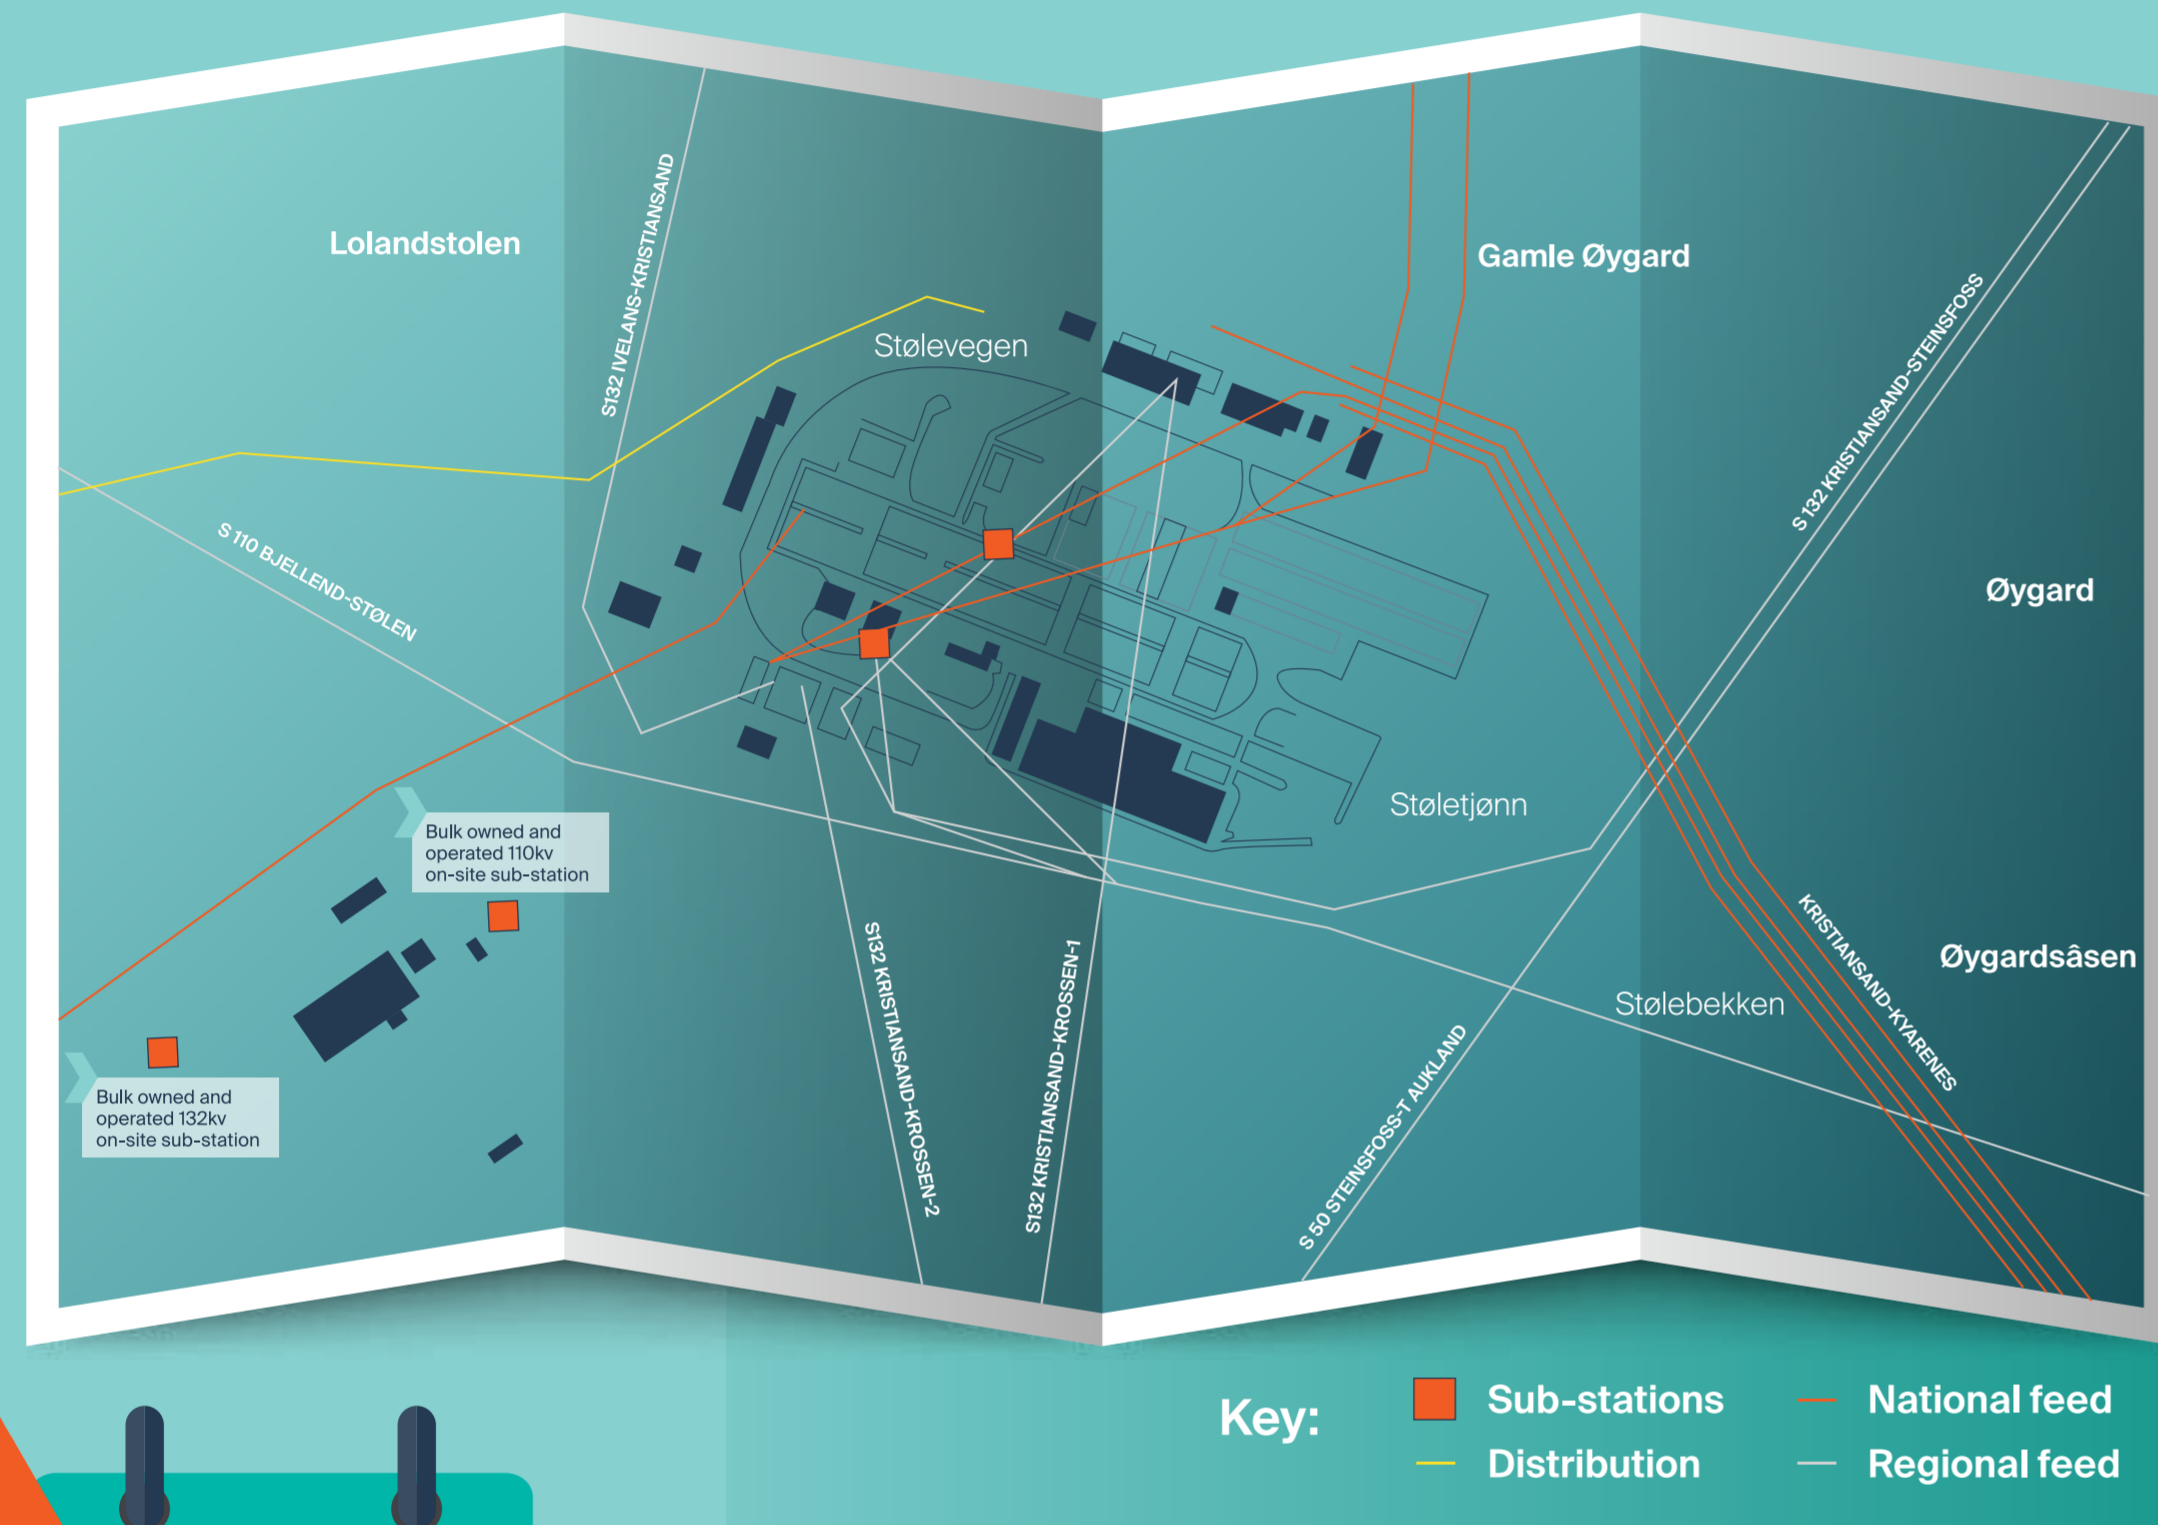 Lolandstolen
S132 IVELANS-KRISTIANSAND
Stølevegen
Gamle Øygard
S 132 KRISTIANSAND-STEINSFOSS
S 110 BJELLEND-STØLEN
Øygard
Støletjønn
Bulk owned and
operated 110kv
on-site sub-station
KRISTIANSAND-KYARENES
Øygardsâsen
Stølebekken
S132 KRISTIANSAND-KROSSEN-2
S132 KRISTIANSAND-KROSSEN-1
S 50 STEINSFOSS-T AUKLAND
Bulk owned and
operated 132kv
on-site sub-station
Key:
Sub-stations
National feed
Distribution
Regional feed